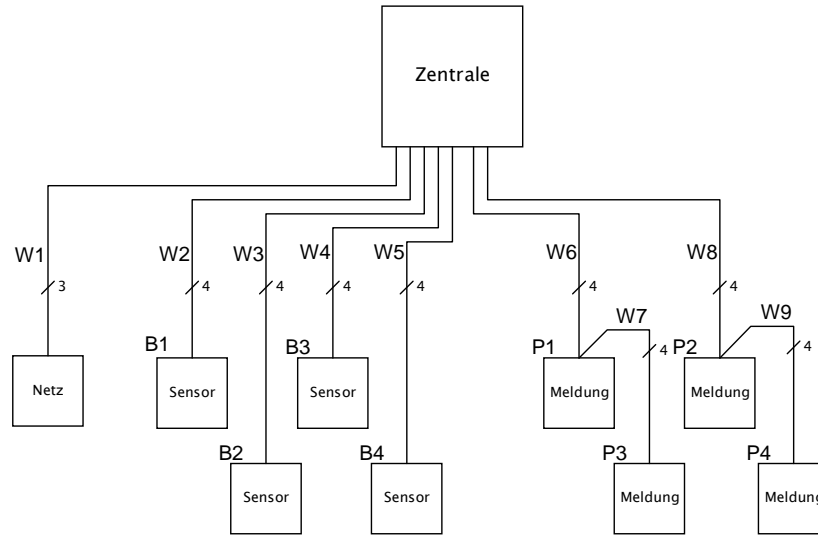 Zentrale
W1
W2
W3
W4
W5
W6
W8
3
4
4
4
4
4
4
W7
W9
4
4
B1
B3
P1
P2
Netz
Sensor
Sensor
Meldung
Meldung
B2
B4
P3
P4
Sensor
Sensor
Meldung
Meldung